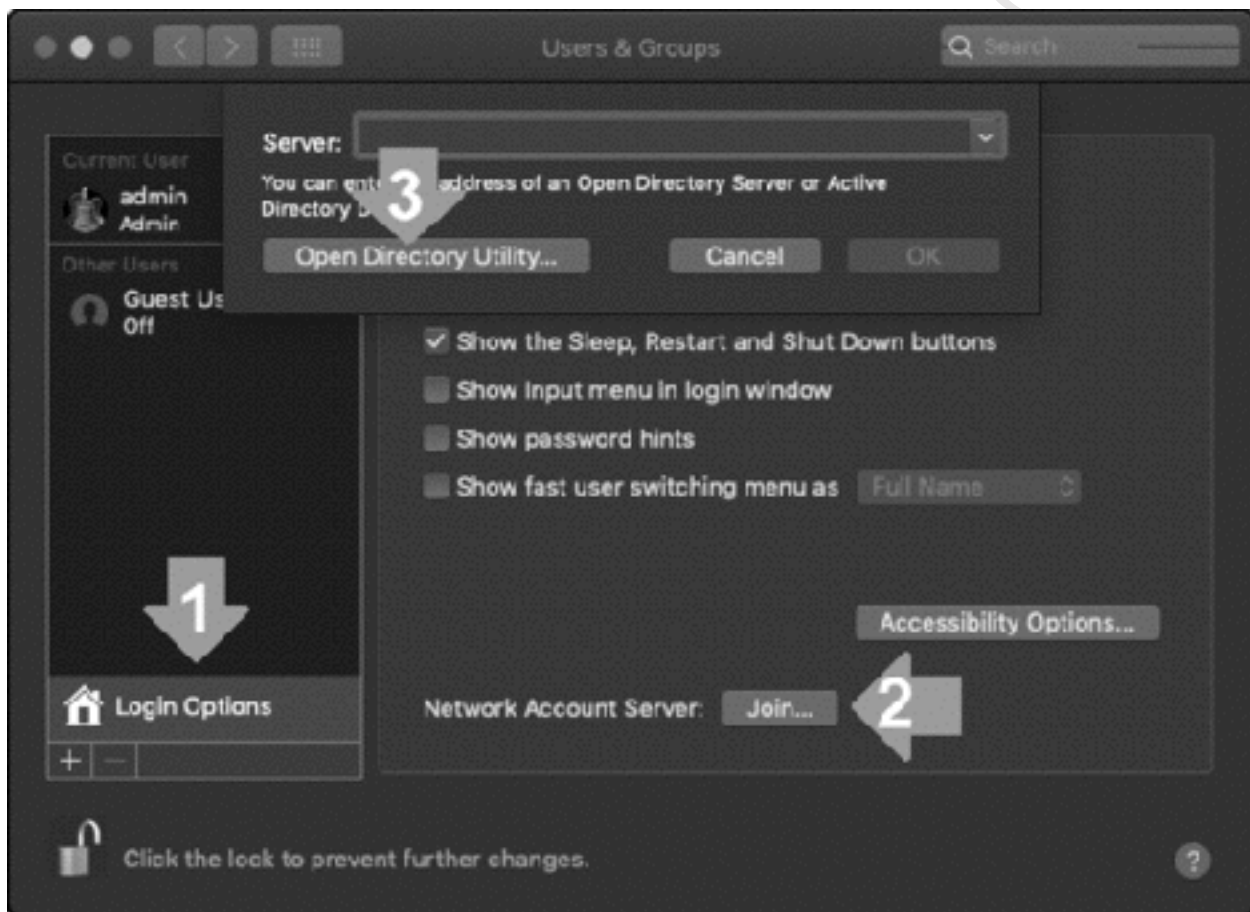 Users & Groups
Search
Server:
You can address of an Open Directory Server or Active
Directory
3
Open Directory Utility...
Cancel
OK
Current User
admin
Admin
Other Users
Guest Us
Off
Show the Sleep, Restart and Shut Down buttons
Show Input menu in login window
Show password hints
Show fast user switching menu as
Full Name
1
Accessibility Options...
Login Options
Network Account Server:
Join...
2
+ −
Click the lock to prevent further changes.
?